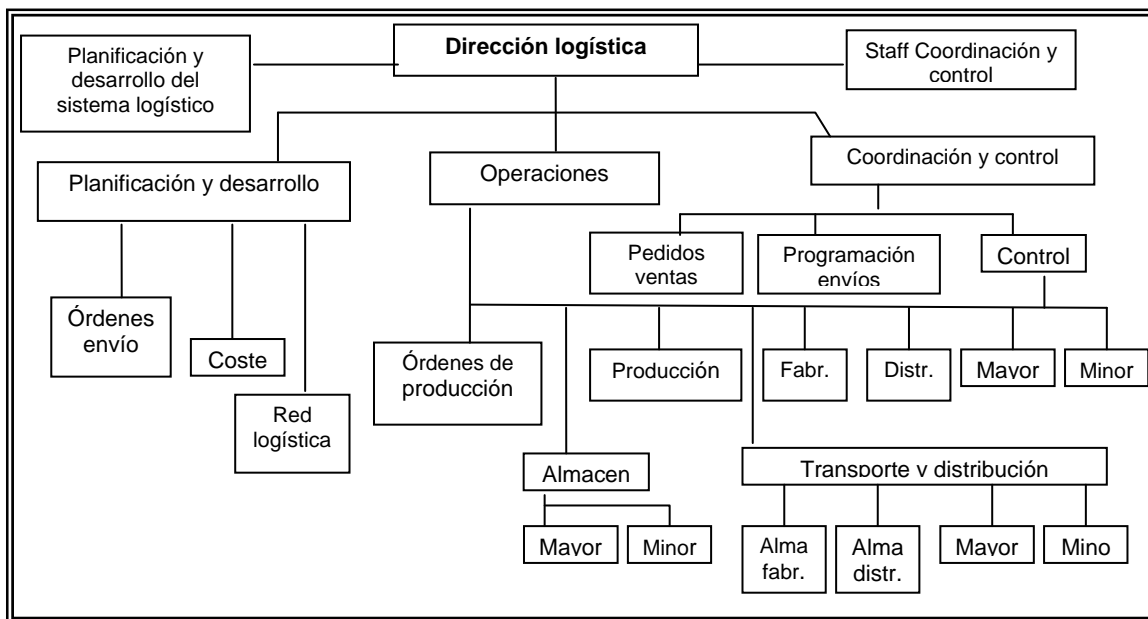 Dirección logística
Planificación y
desarrollo del
sistema logístico
Staff Coordinación y
control
Planificación y desarrollo
Operaciones
Coordinación y control
Pedidos
ventas
Programación
envíos
Control
Órdenes
envío
Coste
Red
logística
Órdenes de
producción
Producción
Fabr.
Distr.
Mayor
Minor
Almacen
Mayor
Minor
Transporte y distribución
Alma
fabr.
Alma
distr.
Mayor
Mino